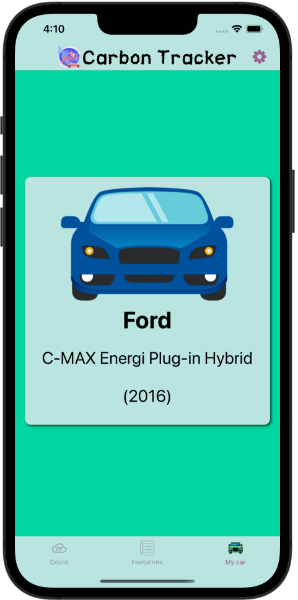 4:10
Carbon Tracker
Ford
C-MAX Energi Plug-in Hybrid
(2016)
Count
Footprints
My car